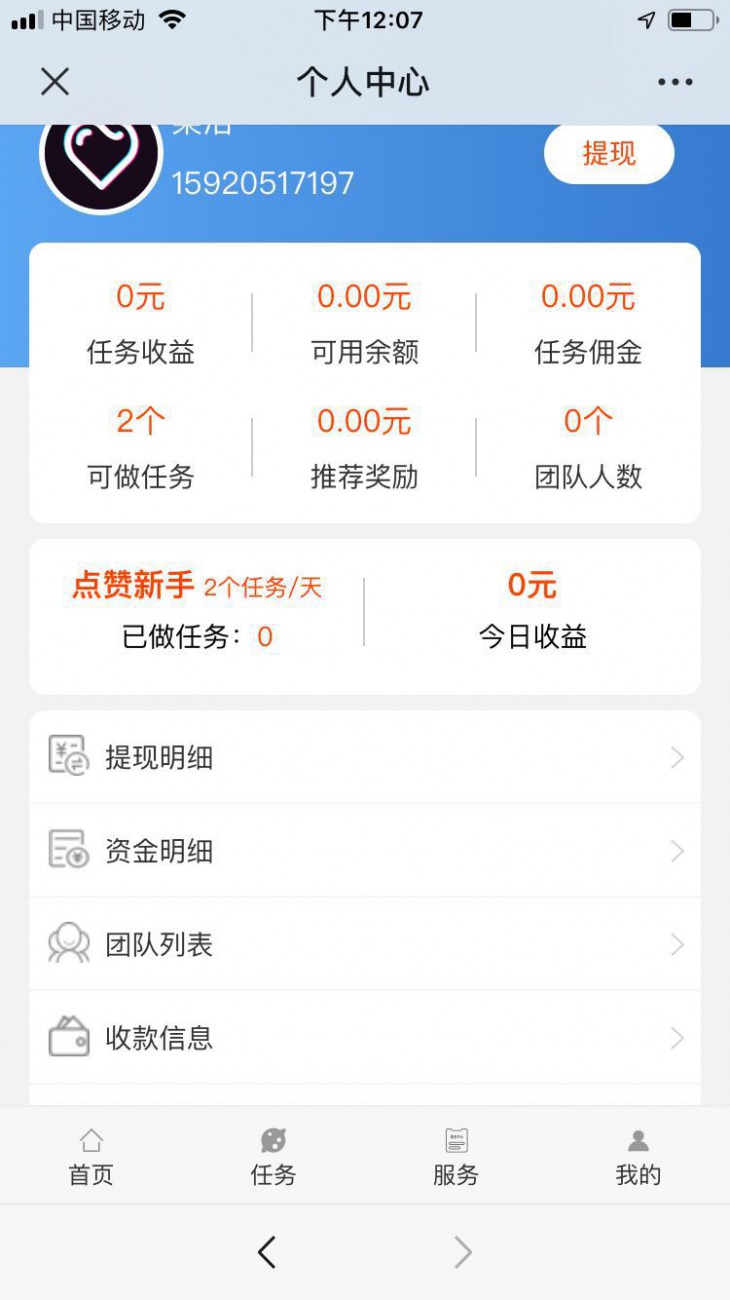 中国移动 下午12:07
个人中心
15920517197
提现
0元 0.00元 0.00元
任务收益 可用余额 任务佣金
2个 0.00元 0个
可做任务 推荐奖励 团队人数
点赞新手 2个任务/天 0元
已做任务：0 今日收益
提现明细
资金明细
团队列表
收款信息
首页 任务 服务 我的